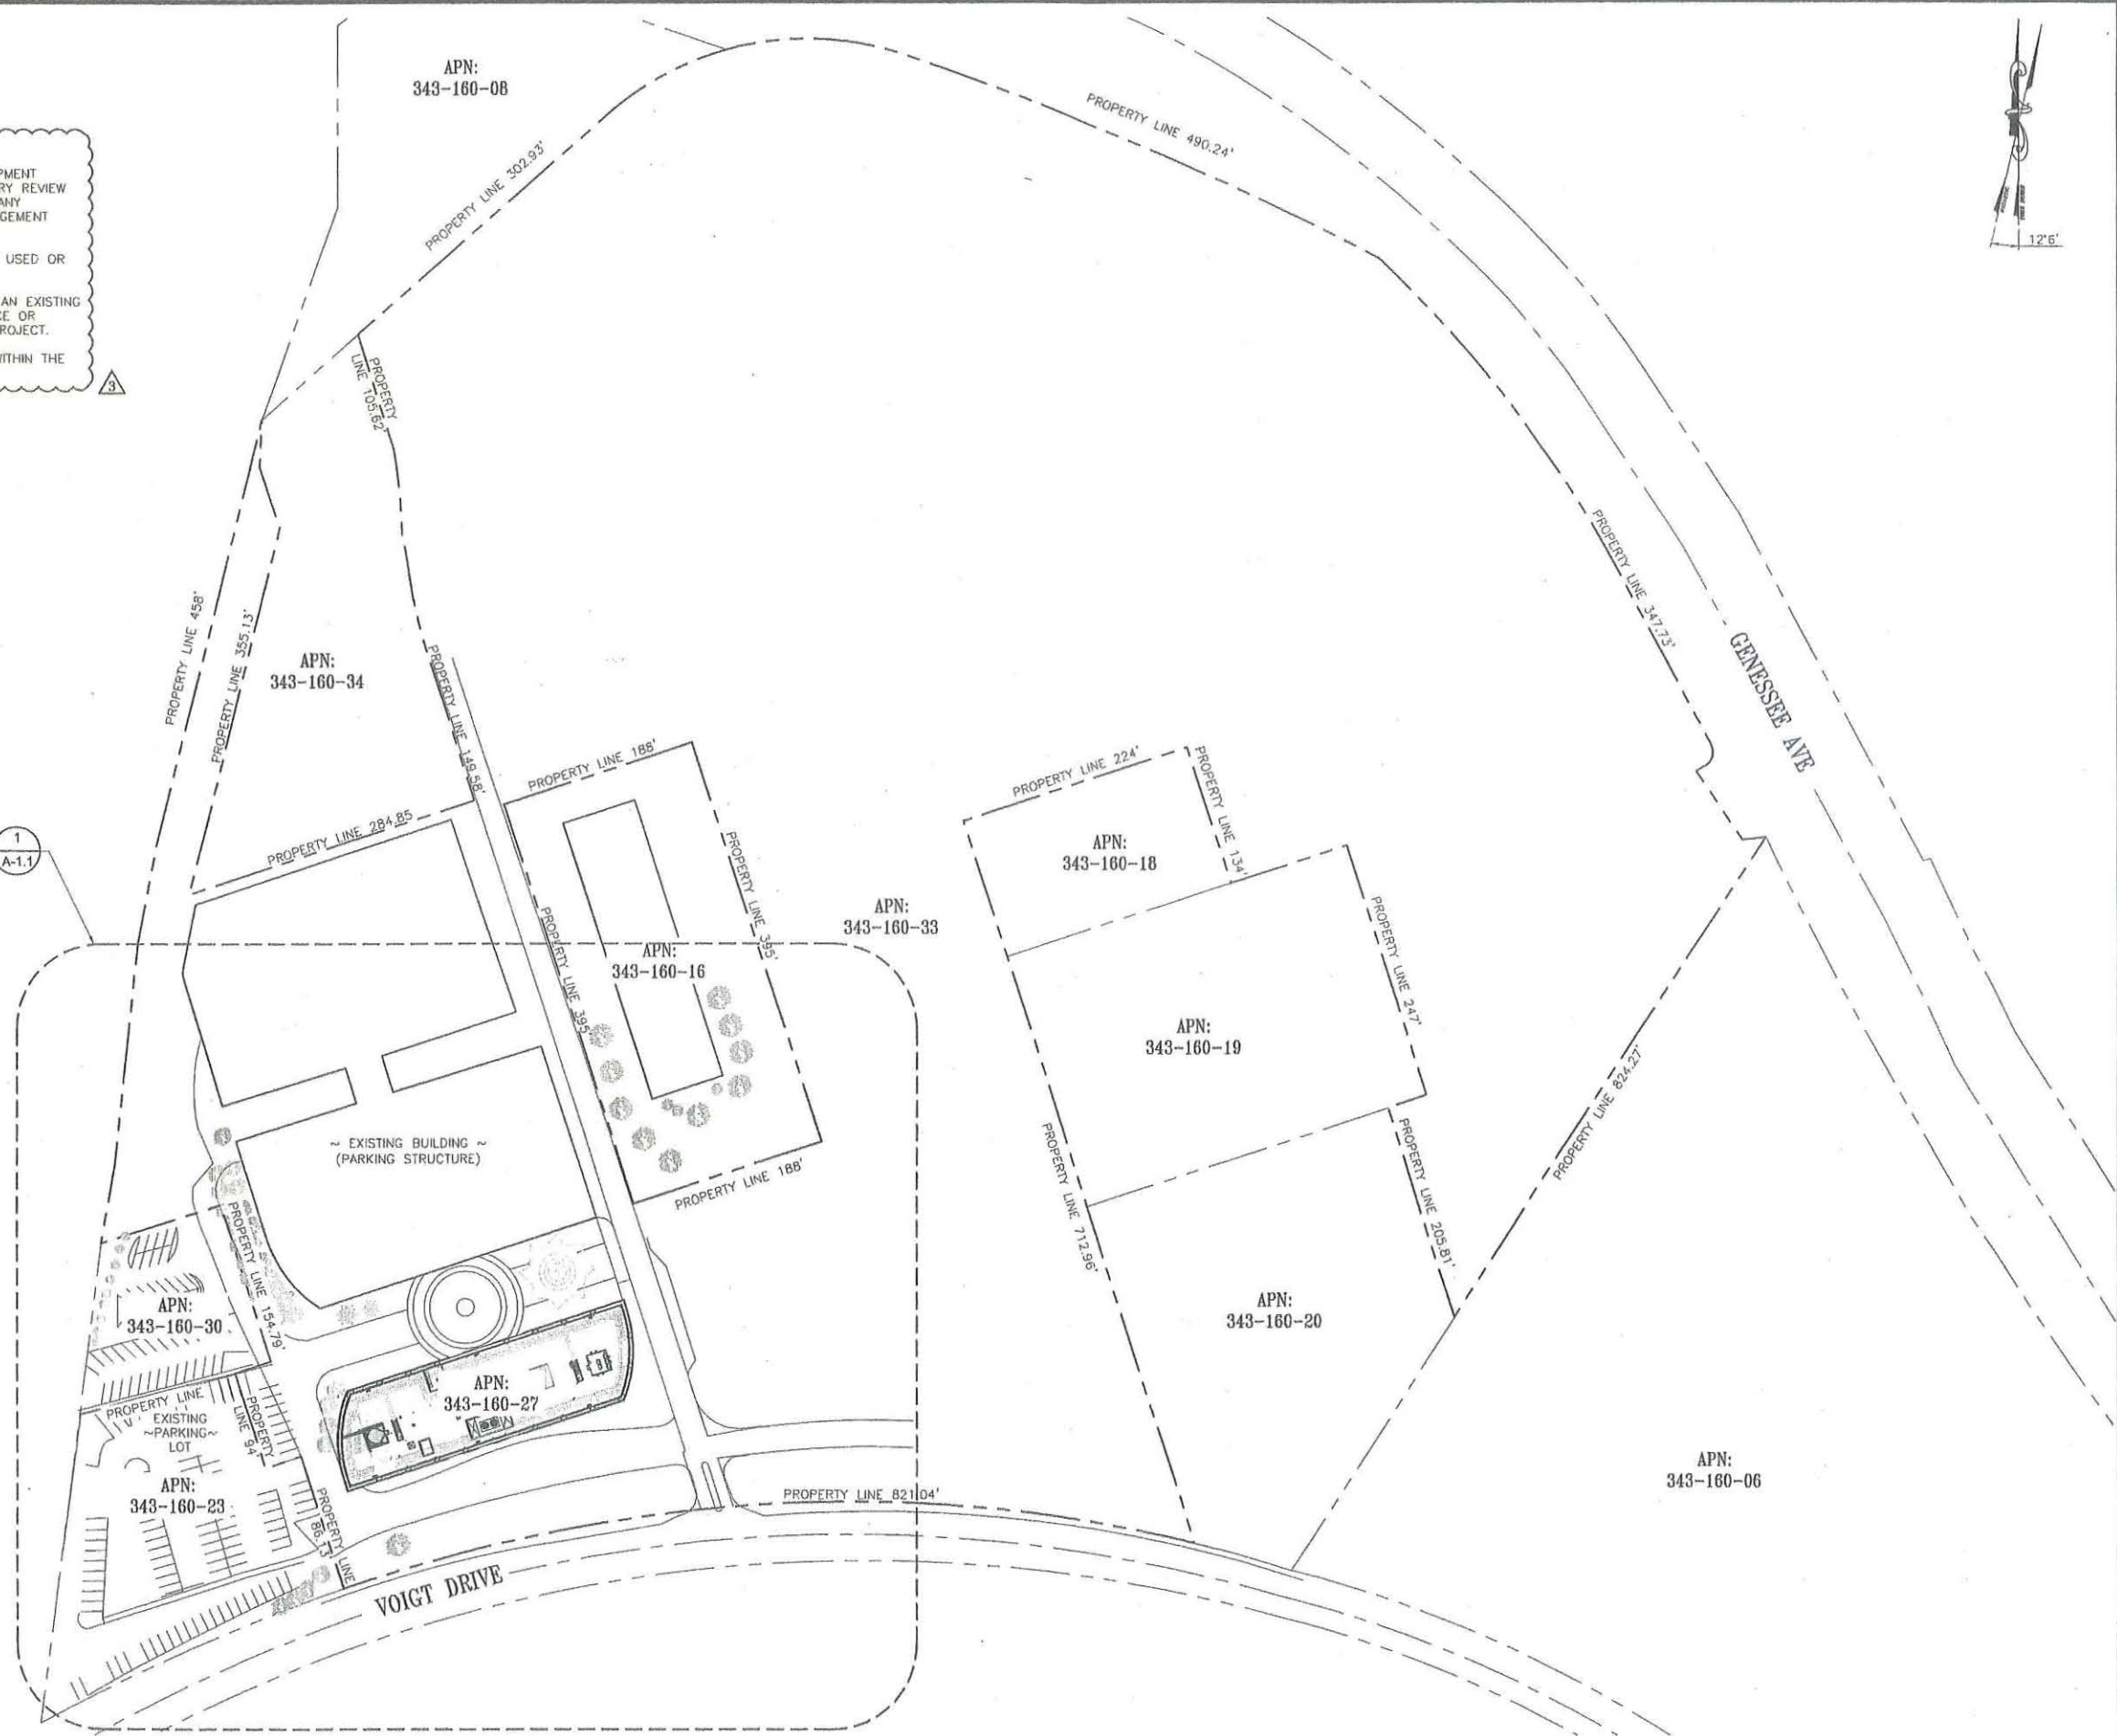 APN:
343-160-08
PROPERTY LINE 490.24'
PROPERTY LINE 302.93'
12°6'
PMENT
RY REVIEW
ANY
GEMENT
USED OR
AN EXISTING
CE OR
ROJECT.
WITHIN THE
3
PROPERTY
LINE 105.62'
PROPERTY LINE 347.73'
GENESSEE AVE
PROPERTY LINE 458'
PROPERTY LINE 355.13'
APN:
343-160-34
PROPERTY LINE 149.58'
PROPERTY LINE 188'
PROPERTY LINE 224'
PROPERTY LINE 134'
PROPERTY LINE 284.85
1
A-1.1
APN:
343-160-18
PROPERTY LINE 395'
PROPERTY LINE 395'
APN:
343-160-33
APN:
343-160-16
PROPERTY LINE 247'
APN:
343-160-19
PROPERTY LINE 824.27'
~ EXISTING BUILDING ~
(PARKING STRUCTURE)
PROPERTY LINE 188'
PROPERTY LINE 712.96'
PROPERTY LINE 205.81'
PROPERTY LINE 154.79'
APN:
343-160-30
APN:
343-160-20
APN:
343-160-27
PROPERTY LINE
PROPERTY
LINE 94'
EXISTING
~PARKING~
LOT
APN:
343-160-23
APN:
343-160-06
PROPERTY LINE 821.04'
PROPERTY LINE
86.13'
VOIGT DRIVE